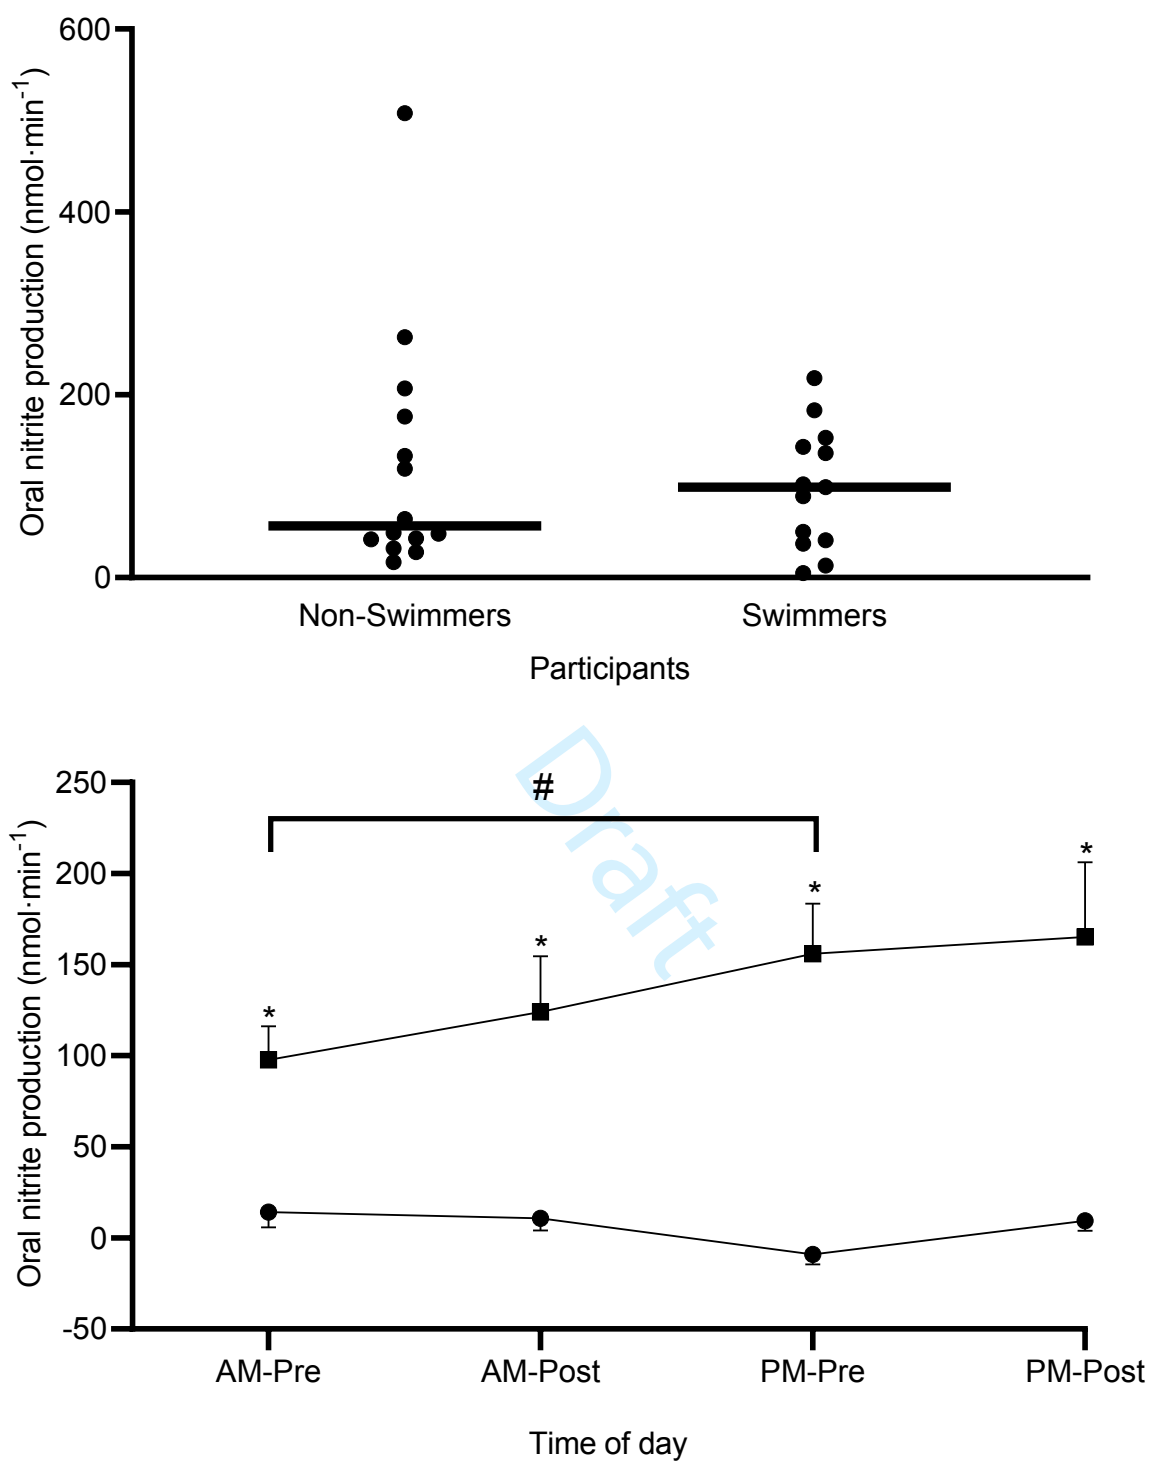 600
400
200
0
Oral nitrite production (nmol·min⁻¹)
Non-Swimmers Swimmers
Participants
Draft
#
250
200
150
100
50
0
-50
Oral nitrite production (nmol·min⁻¹)
* * * *
AM-Pre AM-Post PM-Pre PM-Post
Time of day